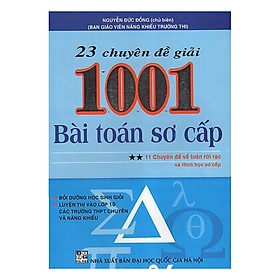 NGUYỄN ĐỨC ĐỒNG (chủ biên)
(BAN GIÁO VIÊN NĂNG KHIẾU TRƯỜNG THI)
23 chuyên đề giải
1001
Bài toán sơ cấp
★★ 11 Chuyên đề về toán rời rạc
và Hình học sơ cấp
BỒI DƯỠNG HỌC SINH GIỎI
LUYỆN THI VÀO LỚP 10
CÁC TRƯỜNG THPT CHUYÊN
VÀ NĂNG KHIẾU
Σ λ Δ Ω
NHÀ XUẤT BẢN ĐẠI HỌC QUỐC GIA HÀ NỘI